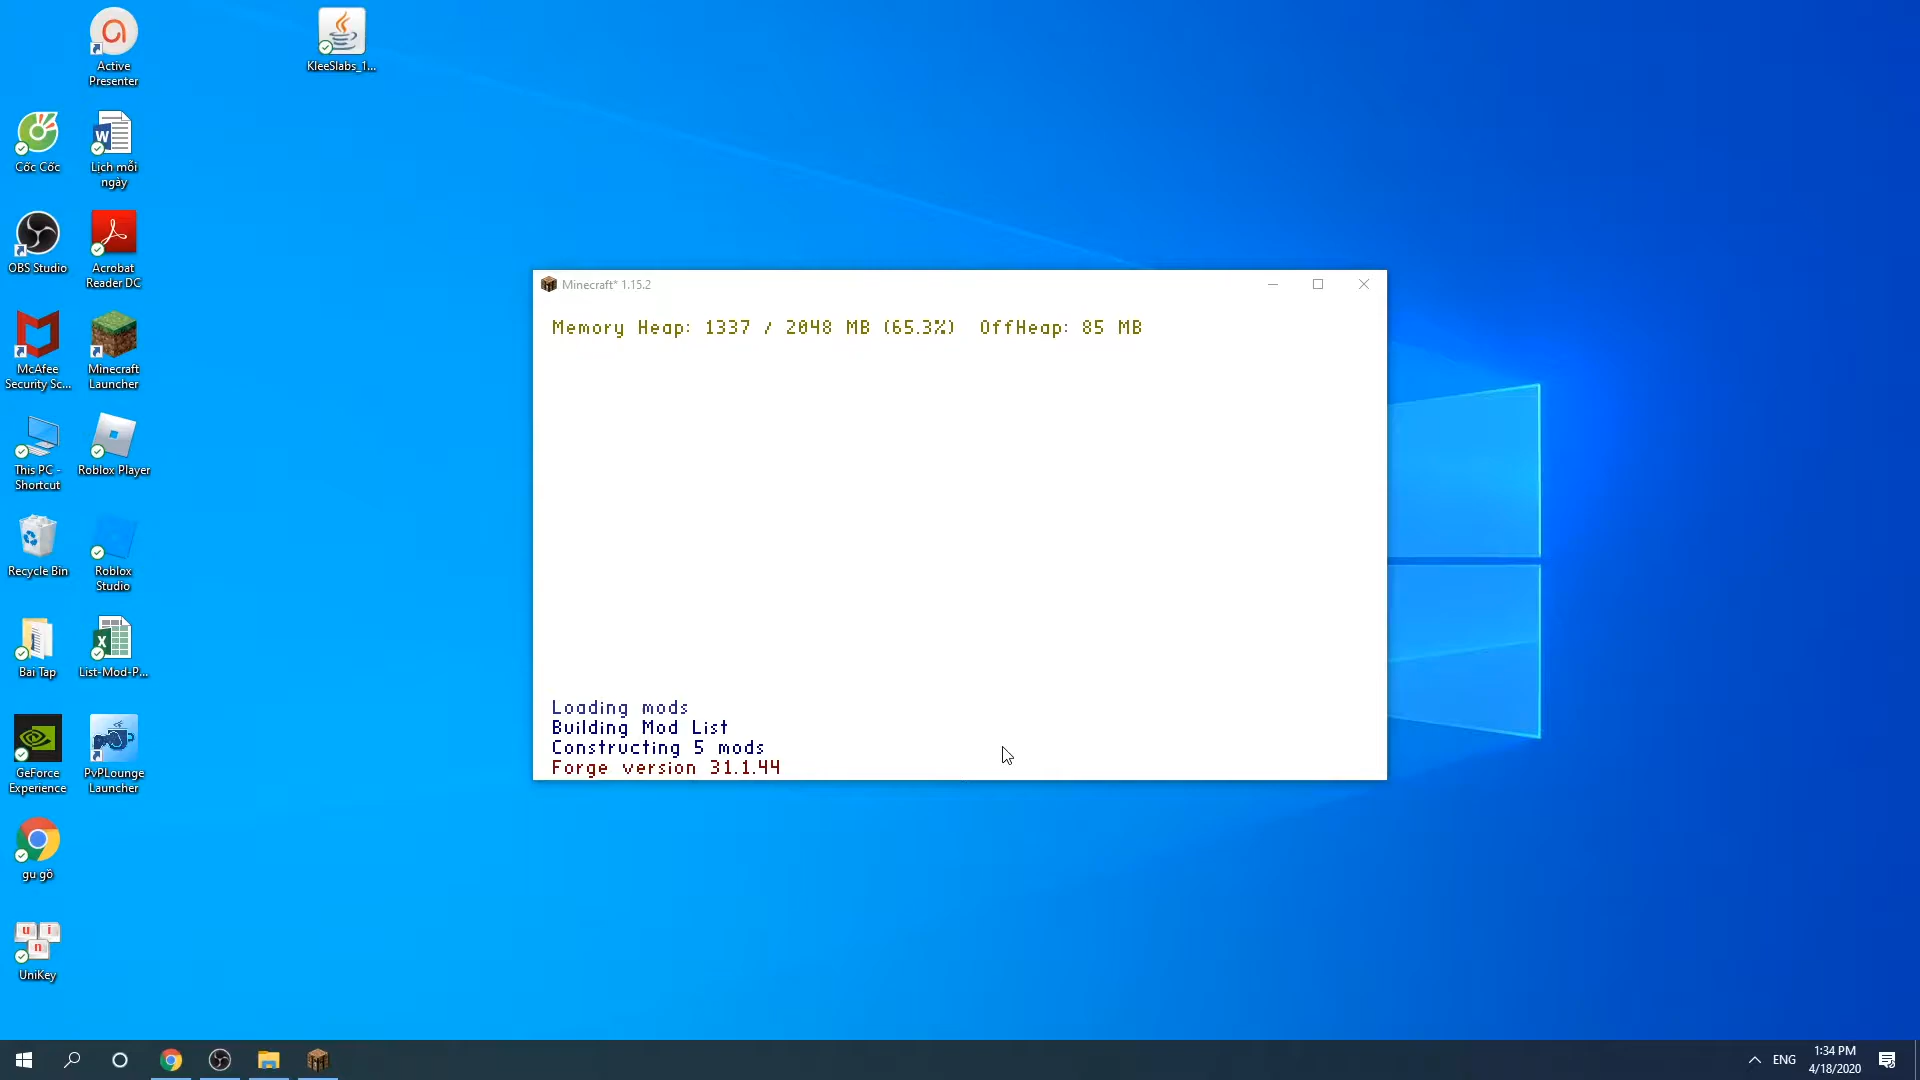 Active
Presenter
KleeSlabs_1...
Cốc Cốc
Lịch mỗi
ngày
OBS Studio
Acrobat
Reader DC
McAfee
Security Sc...
Minecraft
Launcher
This PC -
Shortcut
Roblox Player
Recycle Bin
Roblox
Studio
Bai Tap
List-Mod-P...
GeForce
Experience
PvPLounge
Launcher
gu gồ
UniKey
Minecraft* 1.15.2
Memory Heap: 1337 / 2048 MB (65.3%) OffHeap: 85 MB
Loading mods
Building Mod List
Constructing 5 mods
Forge version 31.1.44
ENG
1:34 PM
4/18/2020